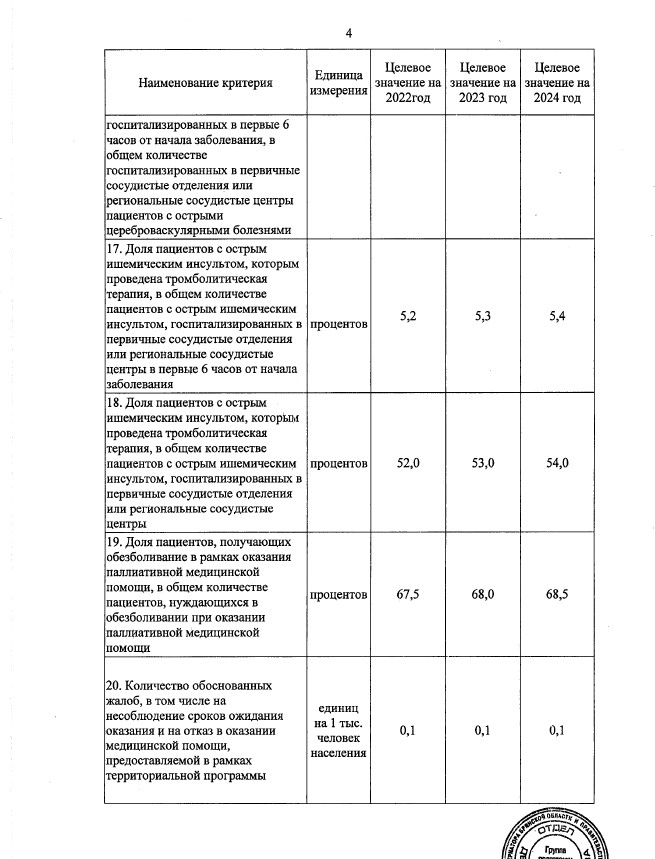 4
Наименование критерия
Единица
измерения
Целевое
значение на
2022год
Целевое
значение на
2023 год
Целевое
значение на
2024 год
госпитализированных в первые 6
часов от начала заболевания, в
общем количестве
госпитализированных в первичные
сосудистые отделения или
региональные сосудистые центры
пациентов с острыми
цереброваскулярными болезнями
17. Доля пациентов с острым
ишемическим инсультом, которым
проведена тромболитическая
терапия, в общем количестве
пациентов с острым ишемическим
инсультом, госпитализированных в
первичные сосудистые отделения
или региональные сосудистые
центры в первые 6 часов от начала
заболевания
процентов
5,2
5,3
5,4
18. Доля пациентов с острым
ишемическим инсультом, которым
проведена тромболитическая
терапия, в общем количестве
пациентов с острым ишемическим
инсультом, госпитализированных в
первичные сосудистые отделения
или региональные сосудистые
центры
процентов
52,0
53,0
54,0
19. Доля пациентов, получающих
обезболивание в рамках оказания
паллиативной медицинской
помощи, в общем количестве
пациентов, нуждающихся в
обезболивании при оказании
паллиативной медицинской
помощи
процентов
67,5
68,0
68,5
20. Количество обоснованных
жалоб, в том числе на
несоблюдение сроков ожидания
оказания и на отказ в оказании
медицинской помощи,
предоставляемой в рамках
территориальной программы
единиц
на 1 тыс.
человек
населения
0,1
0,1
0,1
БРЯНСКОЙ ОБЛАСТИ И
ОТДЕЛ
Группа